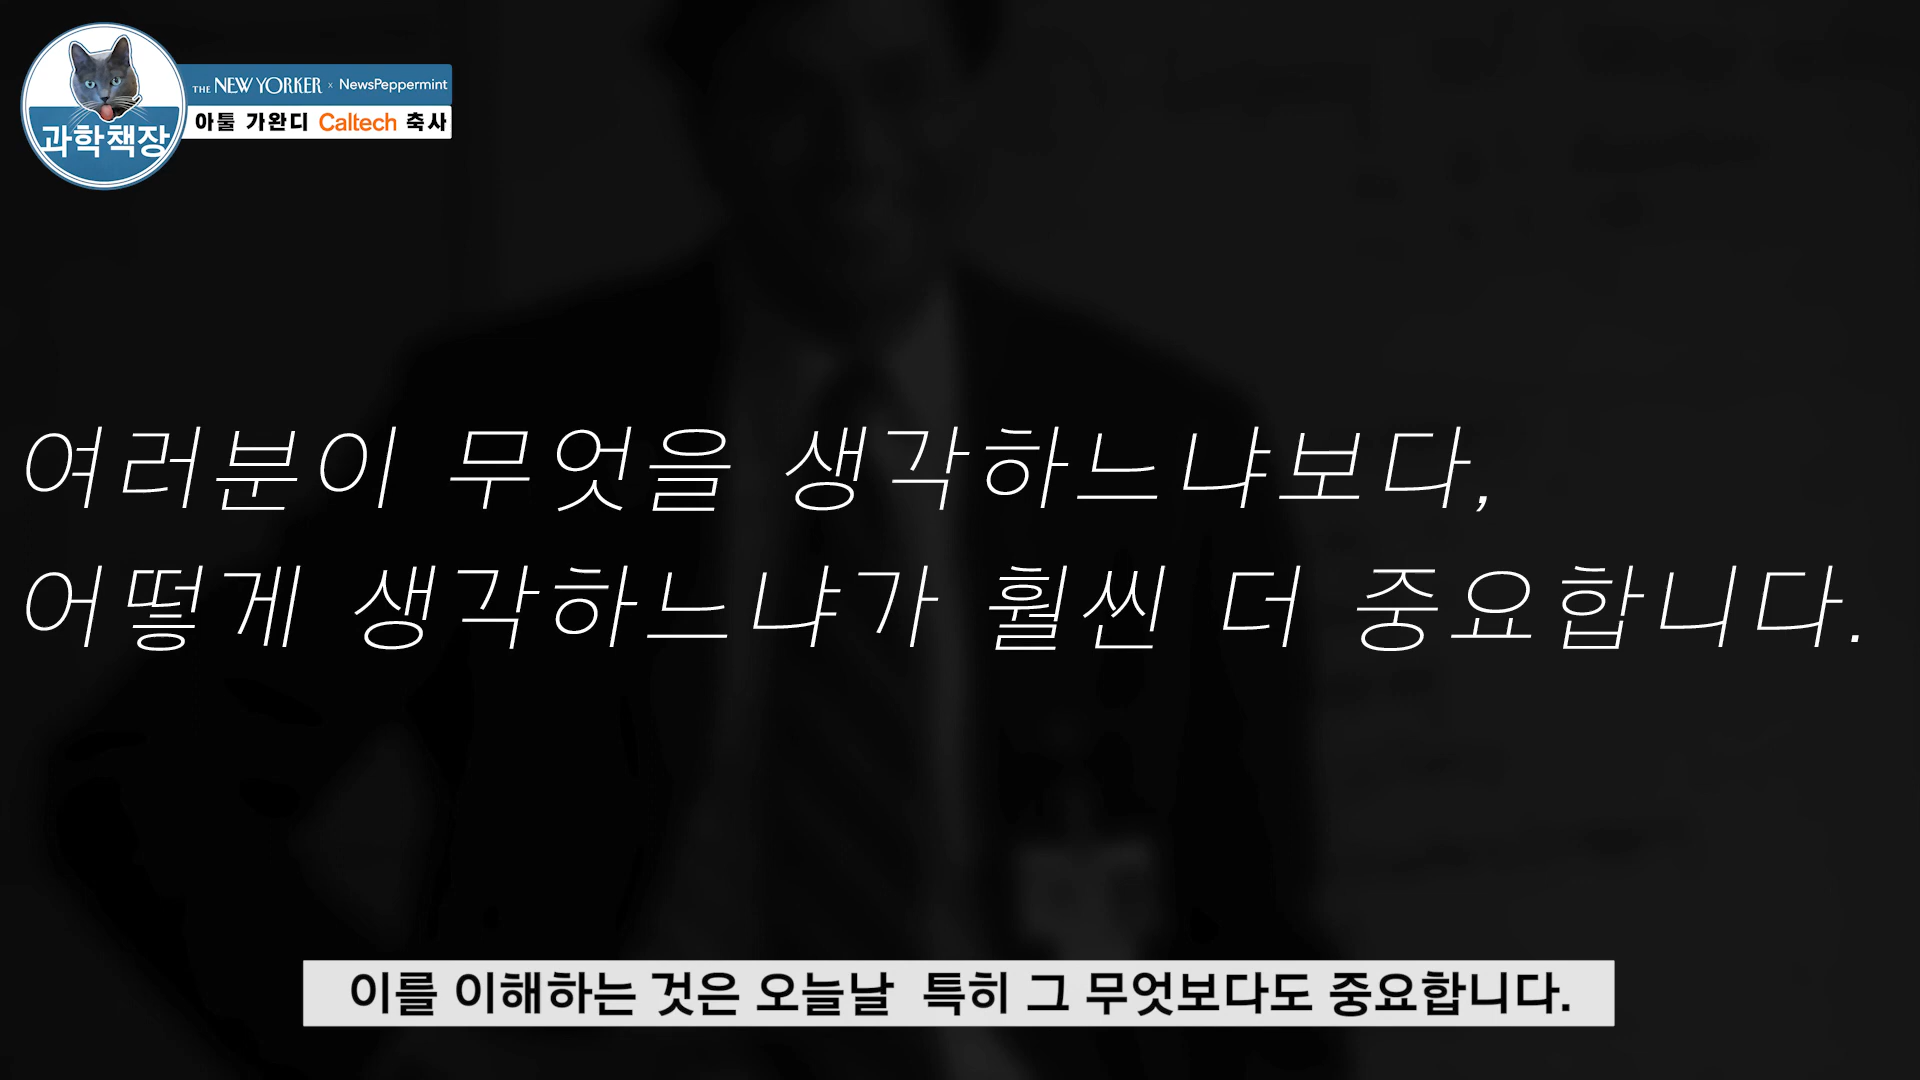 THE NEW YORKER x NewsPeppermint
아툴 가완디 Caltech 축사
과학책장
여러분이 무엇을 생각하느냐보다,
어떻게 생각하느냐가 훨씬 더 중요합니다.
이를 이해하는 것은 오늘날 특히 그 무엇보다도 중요합니다.